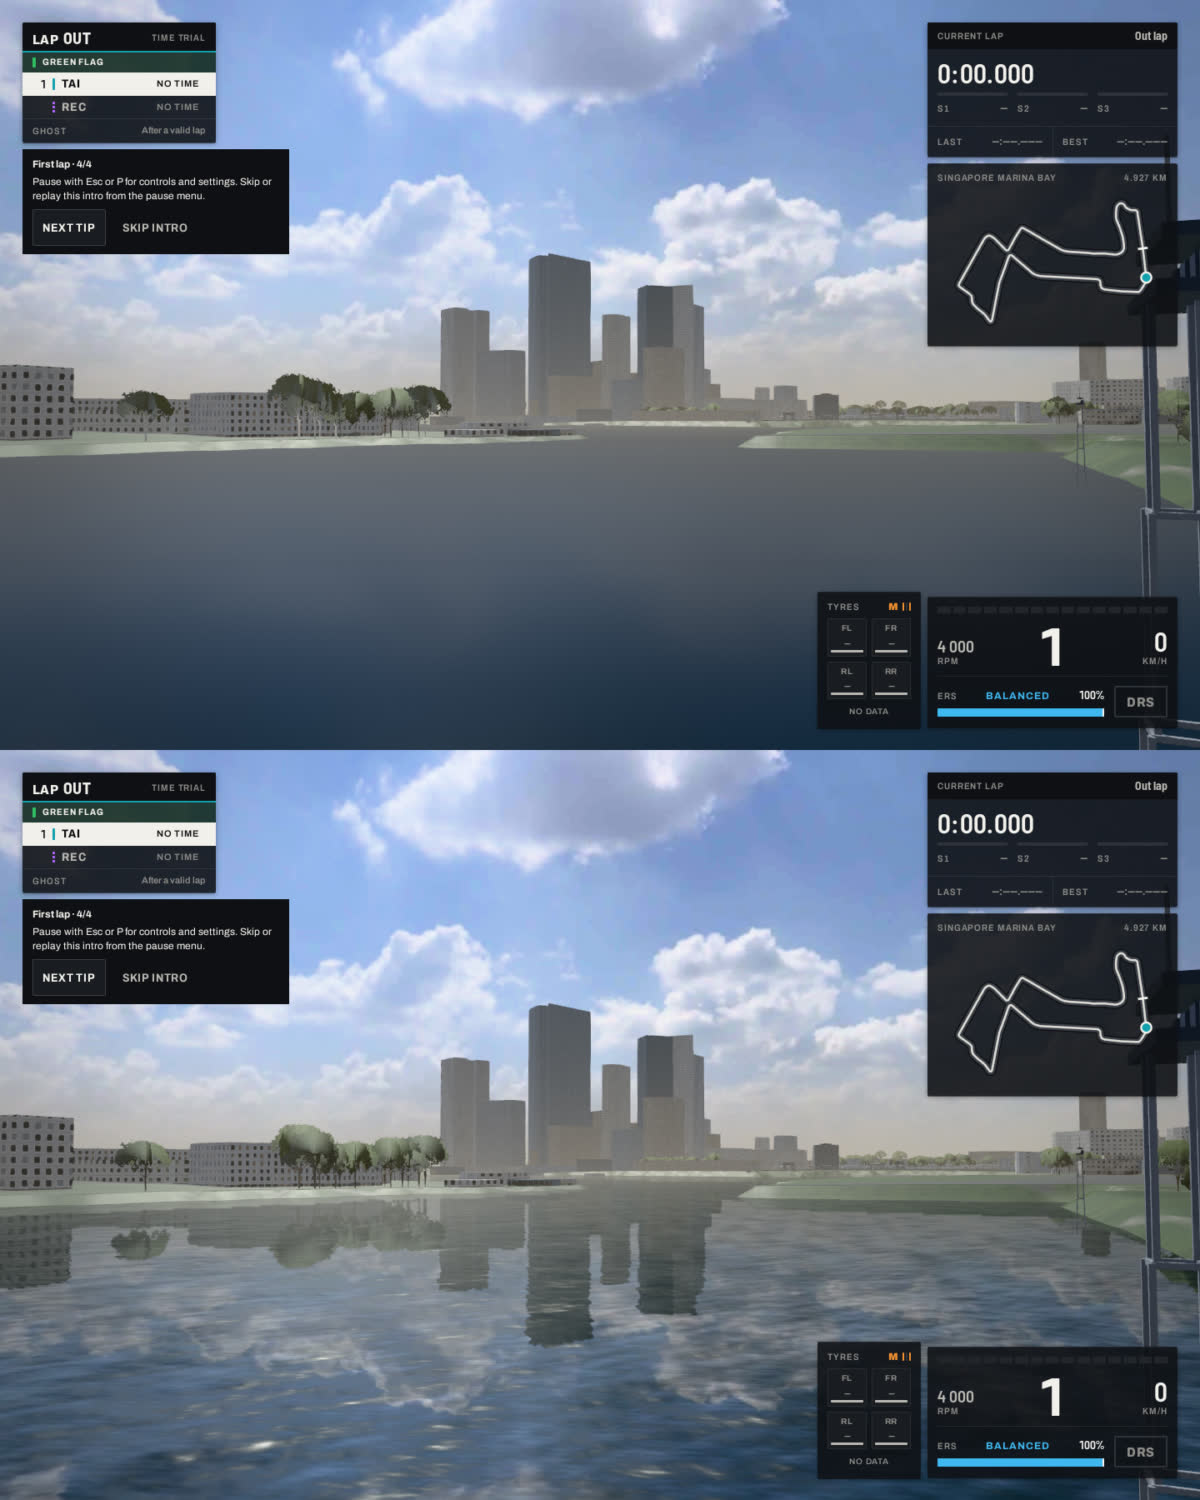 LAP OUT TIME TRIAL
GREEN FLAG
1 TAI NO TIME
REC NO TIME
GHOST After a valid lap
First lap · 4/4
Pause with Esc or P for controls and settings. Skip or
replay this intro from the pause menu.
NEXT TIP SKIP INTRO
CURRENT LAP Out lap
0:00.000
S1 – S2 – S3 –
LAST –:––.––– BEST –:––.–––
SINGAPORE MARINA BAY 4.927 KM
TYRES M
FL FR
– –
RL RR
– –
NO DATA
4 000 1 0
RPM KM/H
ERS BALANCED 100% DRS
LAP OUT TIME TRIAL
GREEN FLAG
1 TAI NO TIME
REC NO TIME
GHOST After a valid lap
First lap · 4/4
Pause with Esc or P for controls and settings. Skip or
replay this intro from the pause menu.
NEXT TIP SKIP INTRO
CURRENT LAP Out lap
0:00.000
S1 – S2 – S3 –
LAST –:––.––– BEST –:––.–––
SINGAPORE MARINA BAY 4.927 KM
TYRES M
FL FR
– –
RL RR
– –
NO DATA
4 000 1 0
RPM KM/H
ERS BALANCED 100% DRS